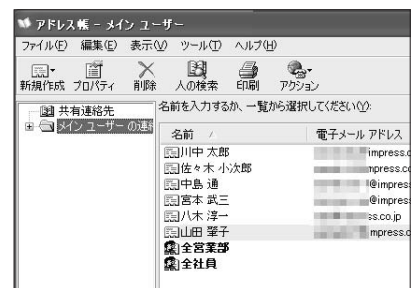 アドレス帳 - メイン ユーザー
ファイル(F) 編集(E) 表示(V) ツール(T) ヘルプ(H)
新規作成 プロパティ 削除 人の検索 印刷 アクション
共有連絡先
メイン ユーザー の連絡
名前を入力するか、一覧から選択してください(Y):
名前 電子メール アドレス
川中 太郎 impress.c
佐々木 小次郎 mpress.co
中島 通 @impress
宮本 武三 @impres
八木 淳一 ss.co.jp
山田 肇子 mpress.c
全営業部
全社員